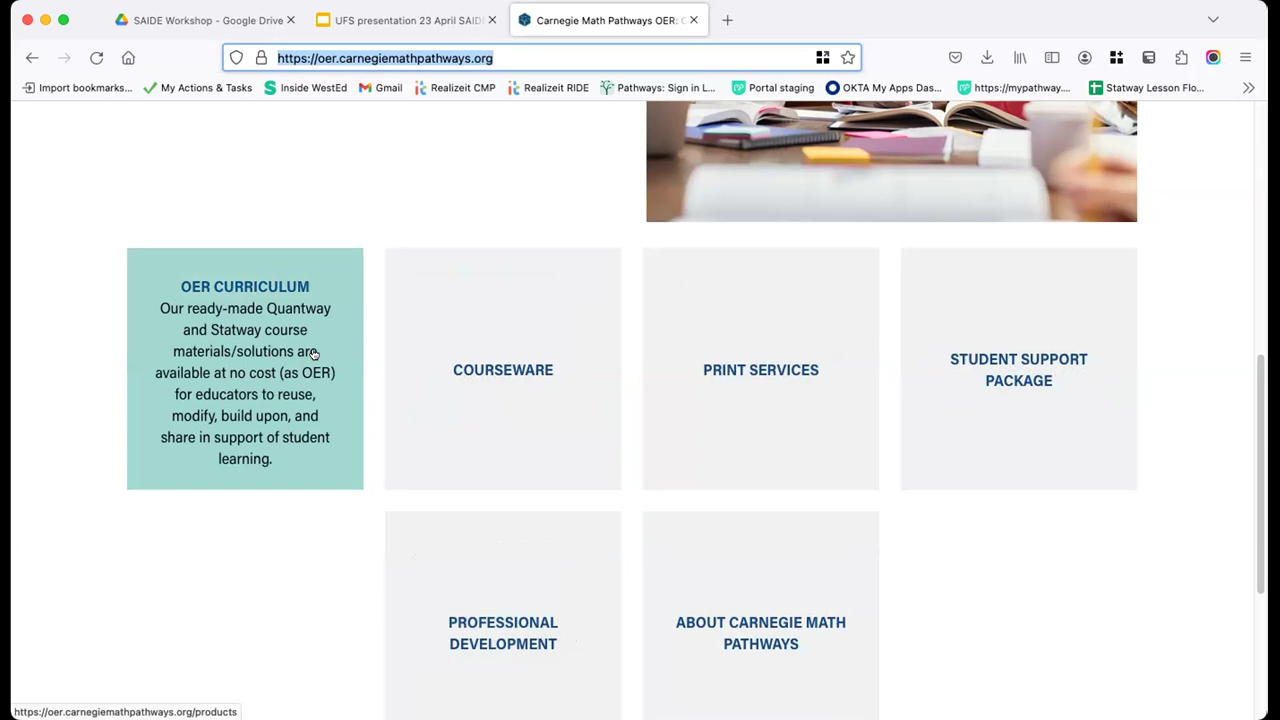 SAIDE Workshop - Google Drive
UFS presentation 23 April SAID
Carnegie Math Pathways OER: C
https://oer.carnegiemathpathways.org
Import bookmarks...
My Actions & Tasks
Inside WestEd
Gmail
Realizeit CMP
Realizeit RIDE
Pathways: Sign in L...
Portal staging
OKTA My Apps Das...
https://mypathway....
Statway Lesson Flo...
OER CURRICULUM
Our ready-made Quantway
and Statway course
materials/solutions are
available at no cost (as OER)
for educators to reuse,
modify, build upon, and
share in support of student
learning.
COURSEWARE
PRINT SERVICES
STUDENT SUPPORT
PACKAGE
PROFESSIONAL
DEVELOPMENT
ABOUT CARNEGIE MATH
PATHWAYS
https://oer.carnegiemathpathways.org/products